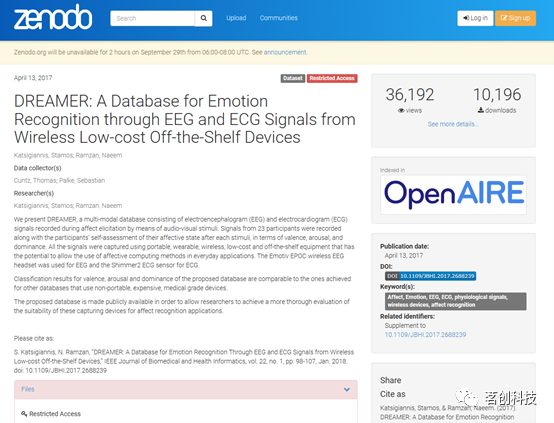 zenodo
Search
Upload
Communities
Log in
Sign up
Zenodo.org will be unavailable for 2 hours on September 29th from 06:00-08:00 UTC. See announcement.
April 13, 2017
Dataset
Restricted Access
DREAMER: A Database for Emotion
Recognition through EEG and ECG Signals from
Wireless Low-cost Off-the-Shelf Devices
Katsigiannis, Stamos; Ramzan, Naeem
Data collector(s)
Cuntz, Thomas; Palke, Sebastian
Researcher(s)
Katsigiannis, Stamos; Ramzan, Naeem
We present DREAMER, a multi-modal database consisting of electroencephalogram (EEG) and electrocardiogram (ECG)
signals recorded during affect elicitation by means of audio-visual stimuli. Signals from 23 participants were recorded
along with the participants' self-assessment of their affective state after each stimuli, in terms of valence, arousal, and
dominance. All the signals were captured using portable, wearable, wireless, low-cost and off-the-shelf equipment that has
the potential to allow the use of affective computing methods in everyday applications. The Emotiv EPOC wireless EEG
headset was used for EEG and the Shimmer2 ECG sensor for ECG.
Classification results for valence, arousal and dominance of the proposed database are comparable to the ones achieved
for other databases that use non-portable, expensive, medical grade devices.
The proposed database is made publicly available in order to allow researchers to achieve a more thorough evaluation of
the suitability of these capturing devices for affect recognition applications.
Please cite as:
S. Katsigiannis, N. Ramzan, "DREAMER: A Database for Emotion Recognition Through EEG and ECG Signals from Wireless
Low-cost Off-the-Shelf Devices," IEEE Journal of Biomedical and Health Informatics, vol. 22, no. 1, pp. 98-107, Jan. 2018.
doi: 10.1109/JBHI.2017.2688239
Files
Restricted Access
36,192
views
10,196
downloads
See more details...
Indexed in
OpenAIRE
Publication date:
April 13, 2017
DOI:
DOI 10.1109/JBHI.2017.2688239
Keyword(s):
Affect, Emotion, EEG, ECG, physiological signals,
wireless devices, affect recognition
Related identifiers:
Supplement to
10.1109/JBHI.2017.2688239
Share
Cite as
Katsigiannis, Stamos, & Ramzan, Naeem. (2017).
DREAMER: A Database for Emotion Recognition
茗创科技